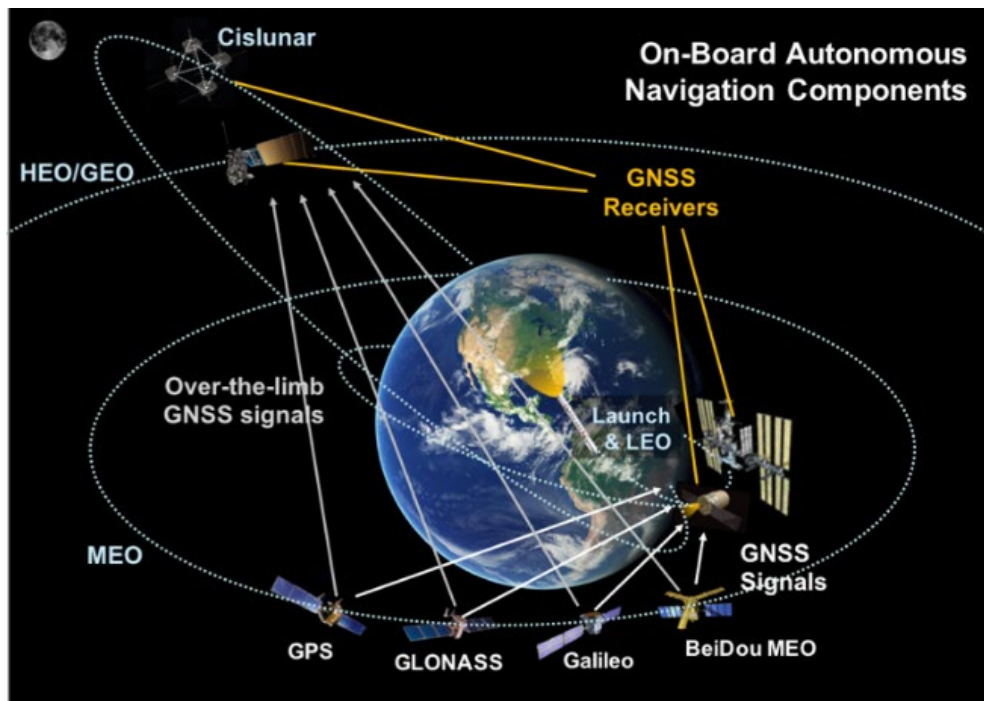 Cislunar
On-Board Autonomous
Navigation Components
HEO/GEO
GNSS
Receivers
Over-the-limb
GNSS signals
Launch
& LEO
MEO
GNSS
Signals
GPS
GLONASS
Galileo
BeiDou MEO